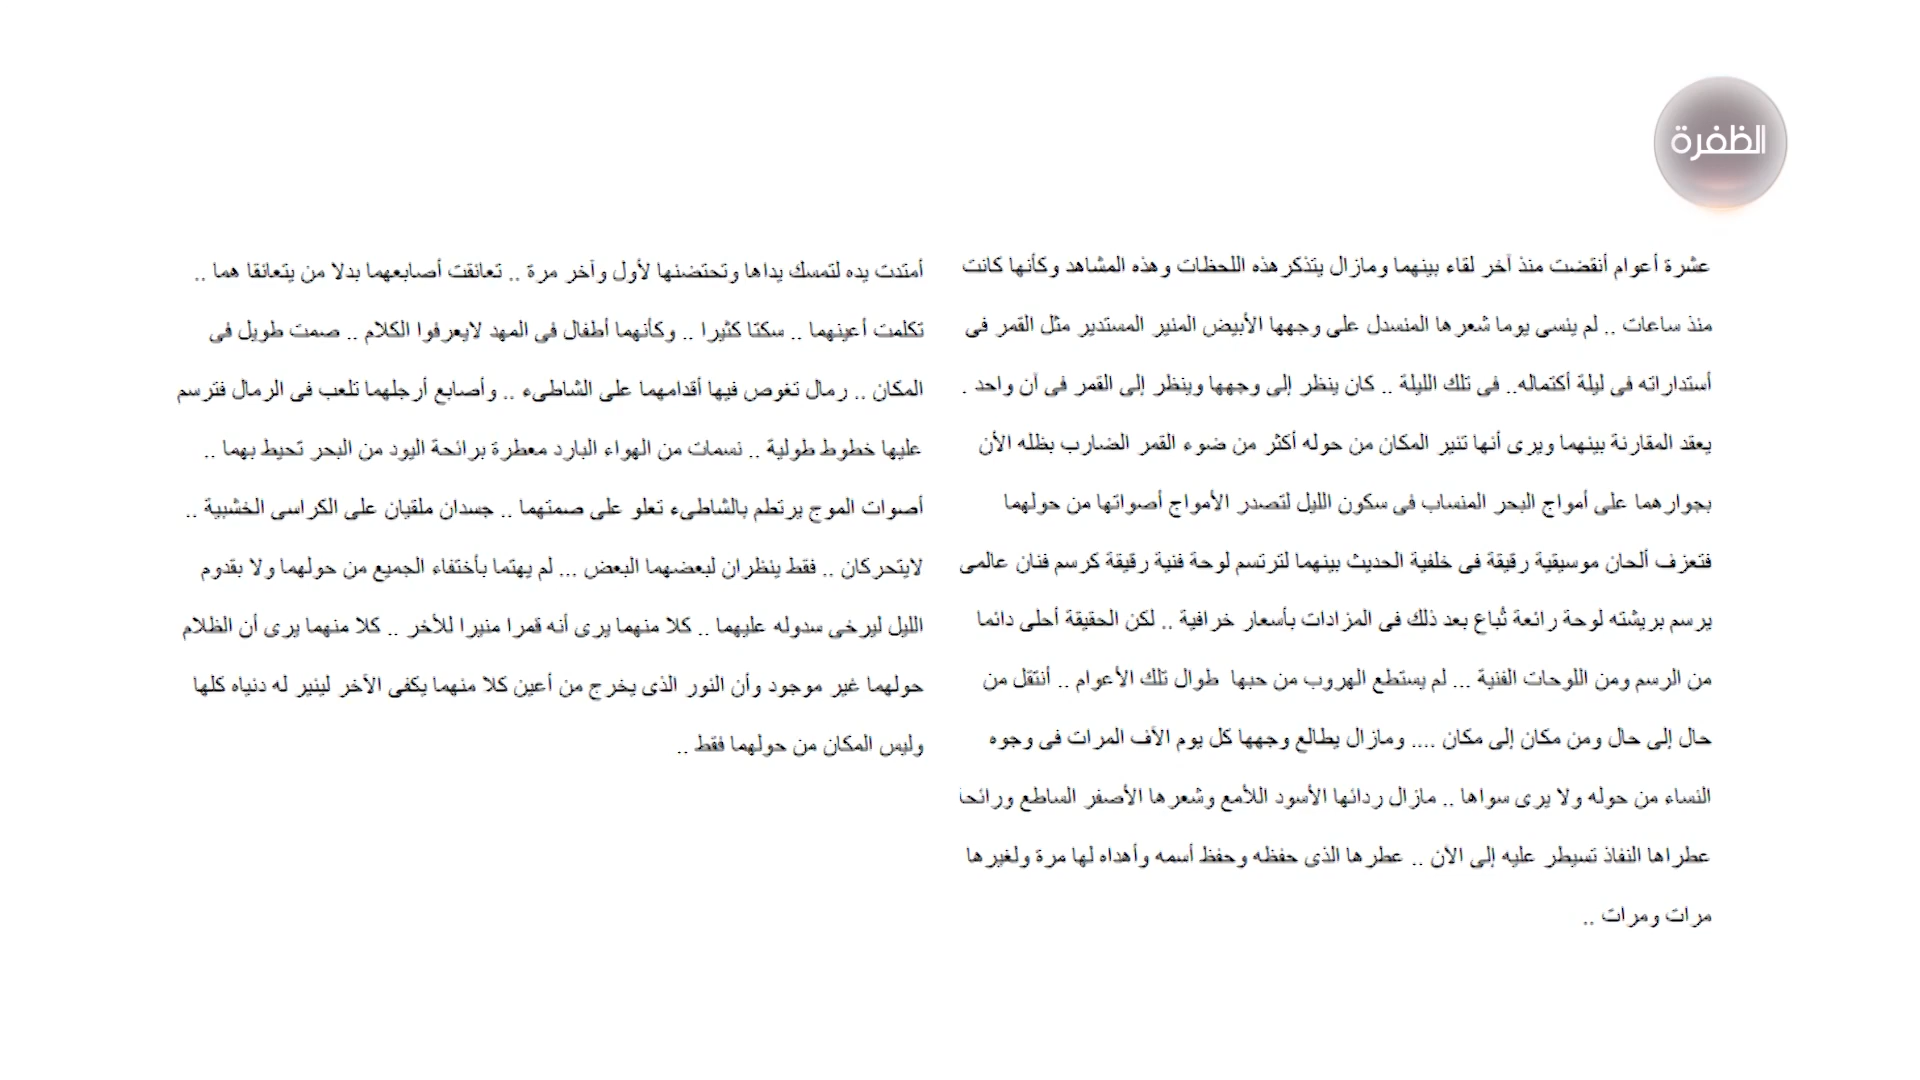 الظفرة
عشرة أعوام أنقضت منذ آخر لقاء بينهما ومازال يتذكر هذه اللحظات وهذه المشاهد وكأنها كانت
منذ ساعات .. لم ينسى يوما شعرها المنسدل على وجهها الأبيض المنير المستدير مثل القمر فى
أستداراته فى ليلة أكتماله.. فى تلك الليلة .. كان ينظر إلى وجهها وينظر إلى القمر فى آن واحد .
يعقد المقارنة بينهما ويرى أنها تنير المكان من حوله أكثر من ضوء القمر الضارب بظله الأن
بجوارهما على أمواج البحر المنساب فى سكون الليل لتصدر الأمواج أصواتها من حولهما
فتعزف ألحان موسيقية رقيقة فى خلفية الحديث بينهما لترتسم لوحة فنية رقيقة كرسم فنان عالمى
يرسم بريشته لوحة رائعة تُباع بعد ذلك فى المزادات بأسعار خرافية .. لكن الحقيقة أحلى دائما
من الرسم ومن اللوحات الفنية ... لم يستطع الهروب من حبها طوال تلك الأعوام .. أنتقل من
حال إلى حال ومن مكان إلى مكان .... ومازال يطالع وجهها كل يوم الآف المرات فى وجوه
النساء من حوله ولا يرى سواها .. مازال ردائها الأسود اللأمع وشعرها الأصفر الساطع ورائحة
عطراها النفاذ تسيطر عليه إلى الآن .. عطرها الذى حفظه وحفظ أسمه وأهداه لها مرة ولغيرها
مرات ومرات ..
أمتدت يده لتمسك يداها وتحتضنها لأول وآخر مرة .. تعانقت أصابعهما بدلا من يتعانقا هما ..
تكلمت أعينهما .. سكتا كثيرا .. وكأنهما أطفال فى المهد لايعرفوا الكلام .. صمت طويل فى
المكان .. رمال تغوص فيها أقدامهما على الشاطىء .. وأصابع أرجلهما تلعب فى الرمال فترسم
عليها خطوط طولية .. نسمات من الهواء البارد معطرة برائحة اليود من البحر تحيط بهما ..
أصوات الموج يرتطم بالشاطىء تعلو على صمتهما .. جسدان ملقيان على الكراسى الخشبية ..
لايتحركان .. فقط ينظران لبعضهما البعض ... لم يهتما بأختفاء الجميع من حولهما ولا بقدوم
الليل ليرخى سدوله عليهما .. كلا منهما يرى أنه قمرا منيرا للأخر .. كلا منهما يرى أن الظلام
حولهما غير موجود وأن النور الذى يخرج من أعين كلا منهما يكفى الآخر لينير له دنياه كلها
وليس المكان من حولهما فقط ..